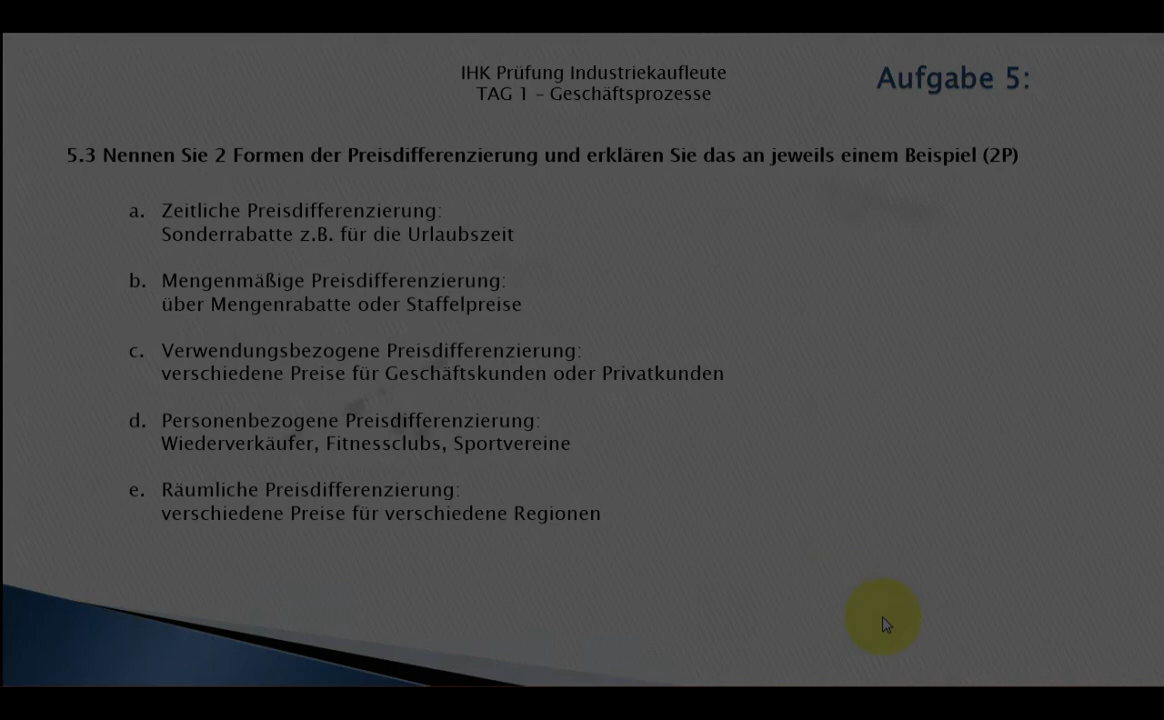 IHK Prüfung Industriekaufleute
TAG 1 – Geschäftsprozesse
Aufgabe 5:
5.3 Nennen Sie 2 Formen der Preisdifferenzierung und erklären Sie das an jeweils einem Beispiel (2P)
a. Zeitliche Preisdifferenzierung:
Sonderrabatte z.B. für die Urlaubszeit
b. Mengenmäßige Preisdifferenzierung:
über Mengenrabatte oder Staffelpreise
c. Verwendungsbezogene Preisdifferenzierung:
verschiedene Preise für Geschäftskunden oder Privatkunden
d. Personenbezogene Preisdifferenzierung:
Wiederverkäufer, Fitnessclubs, Sportvereine
e. Räumliche Preisdifferenzierung:
verschiedene Preise für verschiedene Regionen